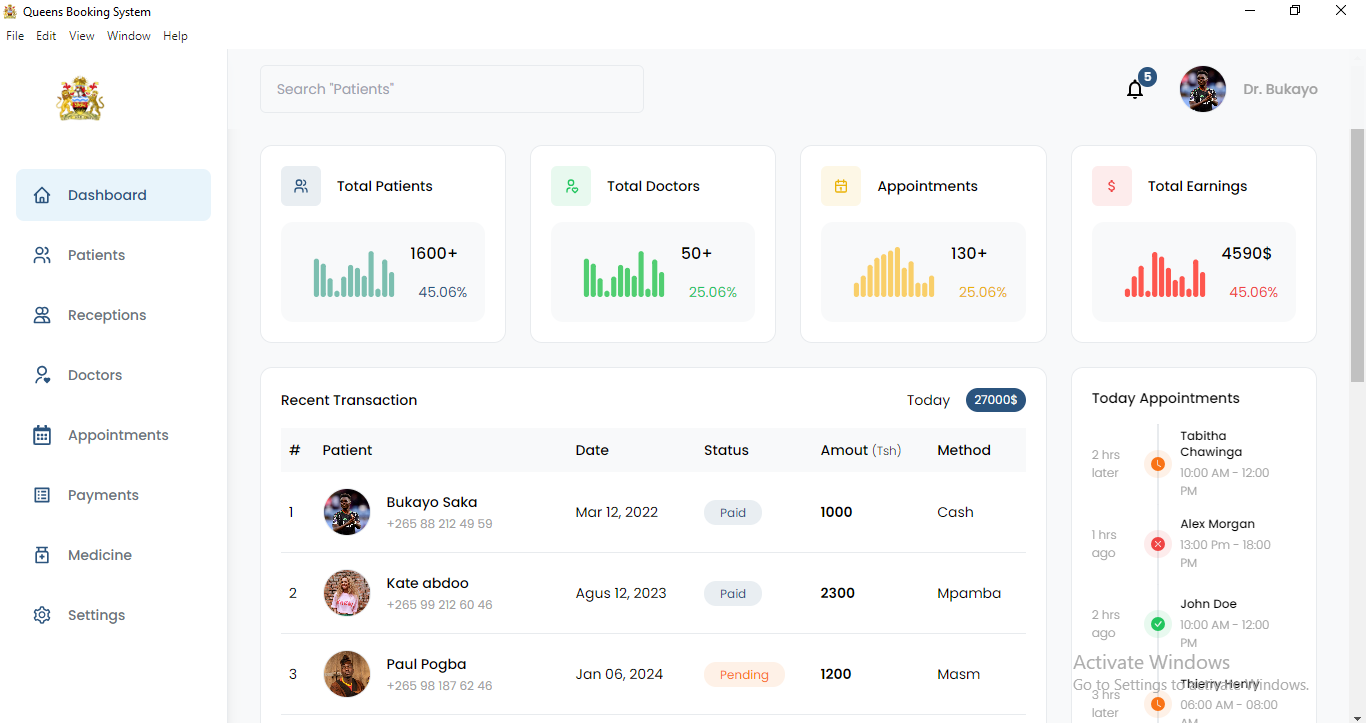 Queens Booking System
File Edit View Window Help
Search "Patients"
5
Dr. Bukayo
Dashboard
Patients
Receptions
Doctors
Appointments
Payments
Medicine
Settings
Total Patients
1600+
45.06%
Total Doctors
50+
25.06%
Appointments
130+
25.06%
Total Earnings
$
4590$
45.06%
Recent Transaction
Today 27000$
# Patient Date Status Amout (Tsh) Method
1 Bukayo Saka Mar 12, 2022 Paid 1000 Cash
+265 88 212 49 59
2 Kate abdoo Agus 12, 2023 Paid 2300 Mpamba
+265 99 212 60 46
3 Paul Pogba Jan 06, 2024 Pending 1200 Masm
+265 98 187 62 46
Today Appointments
2 hrs
later
Tabitha
Chawinga
10:00 AM - 12:00
PM
1 hrs
ago
Alex Morgan
13:00 Pm - 18:00
PM
2 hrs
ago
John Doe
10:00 AM - 12:00
PM
3 hrs
later
Thierry Henry
06:00 AM - 08:00
AM
Activate Windows
Go to Settings to activate Windows.